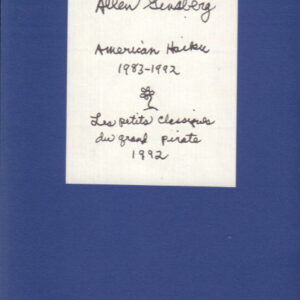 Allen Ginsberg
American Haiku
1983-1992
Les petits classiques
du grand pirate
1992